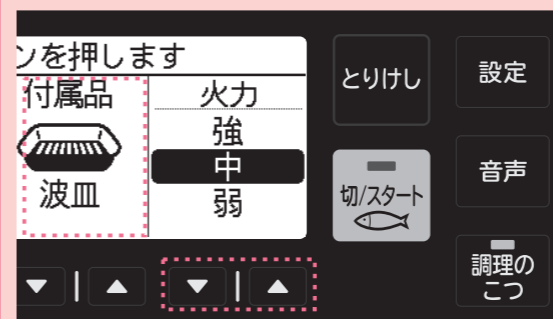 ンを押します
付属品
波皿
火力
強
中
弱
とりけし
切/スタート
設定
音声
調理の
こつ